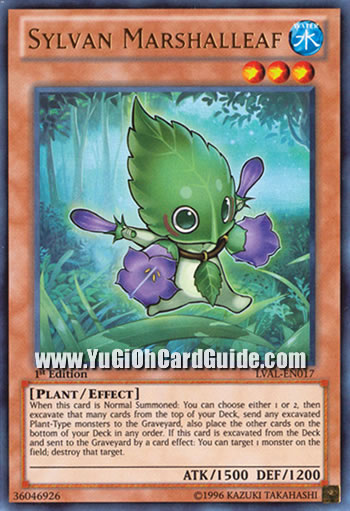 SYLVAN MARSHALLEAF
WATER
水
www.YuGiOhCardGuide.com
1st Edition
LVAL-EN017
[PLANT/EFFECT]
When this card is Normal Summoned: You can choose either 1 or 2, then
excavate that many cards from the top of your Deck, send any excavated
Plant-Type monsters to the Graveyard, also place the other cards on the
bottom of your Deck in any order. If this card is excavated from the Deck
and sent to the Graveyard by a card effect: You can target 1 monster on the
field; destroy that target.
ATK/1500 DEF/1200
36046926
©1996 KAZUKI TAKAHASHI